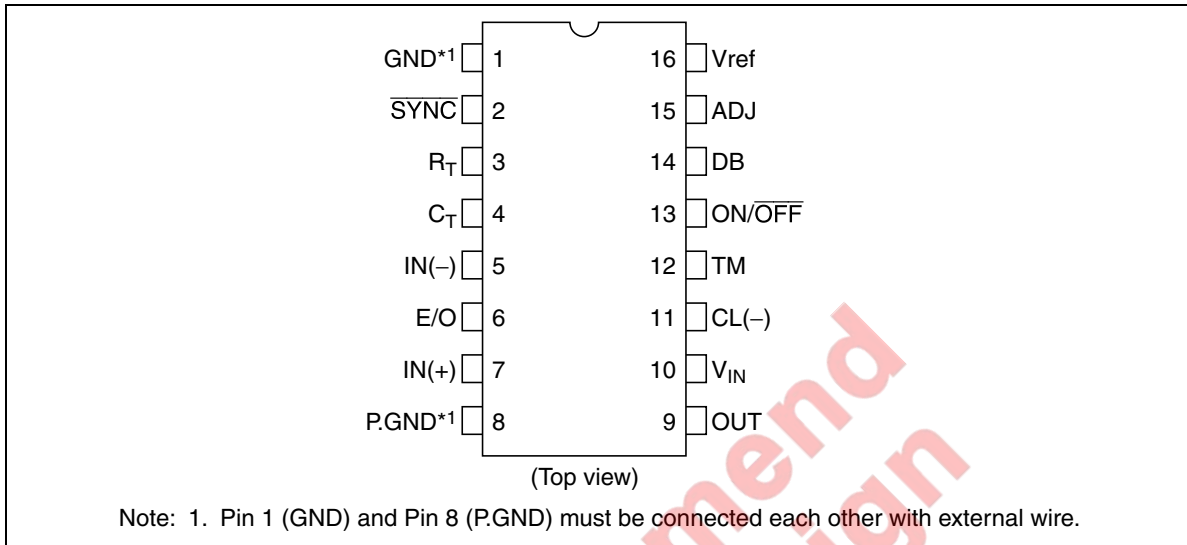 GND*1 1 16 Vref
SYNC 2 15 ADJ
RT 3 14 DB
CT 4 13 ON/OFF
IN(−) 5 12 TM
E/O 6 11 CL(−)
IN(+) 7 10 VIN
P.GND*1 8 9 OUT
(Top view)
Note: 1. Pin 1 (GND) and Pin 8 (P.GND) must be connected each other with external wire.
mend
ign